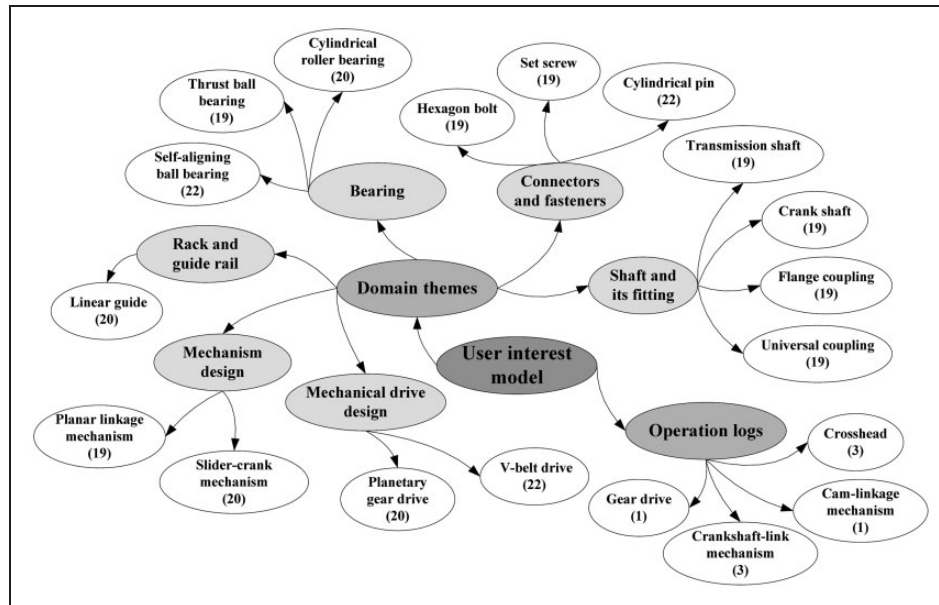 Cylindrical
roller bearing
(20)
Thrust ball
bearing
(19)
Self-aligning
ball bearing
(22)
Bearing
Set screw
(19)
Hexagon bolt
(19)
Cylindrical pin
(22)
Connectors
and fasteners
Transmission shaft
(19)
Crank shaft
(19)
Flange coupling
(19)
Universal coupling
(19)
Shaft and
its fitting
Rack and
guide rail
Linear guide
(20)
Domain themes
User interest
model
Mechanism
design
Planar linkage
mechanism
(19)
Slider-crank
mechanism
(20)
Mechanical drive
design
Planetary
gear drive
(20)
V-belt drive
(22)
Operation logs
Crosshead
(3)
Cam-linkage
mechanism
(1)
Gear drive
(1)
Crankshaft-link
mechanism
(3)